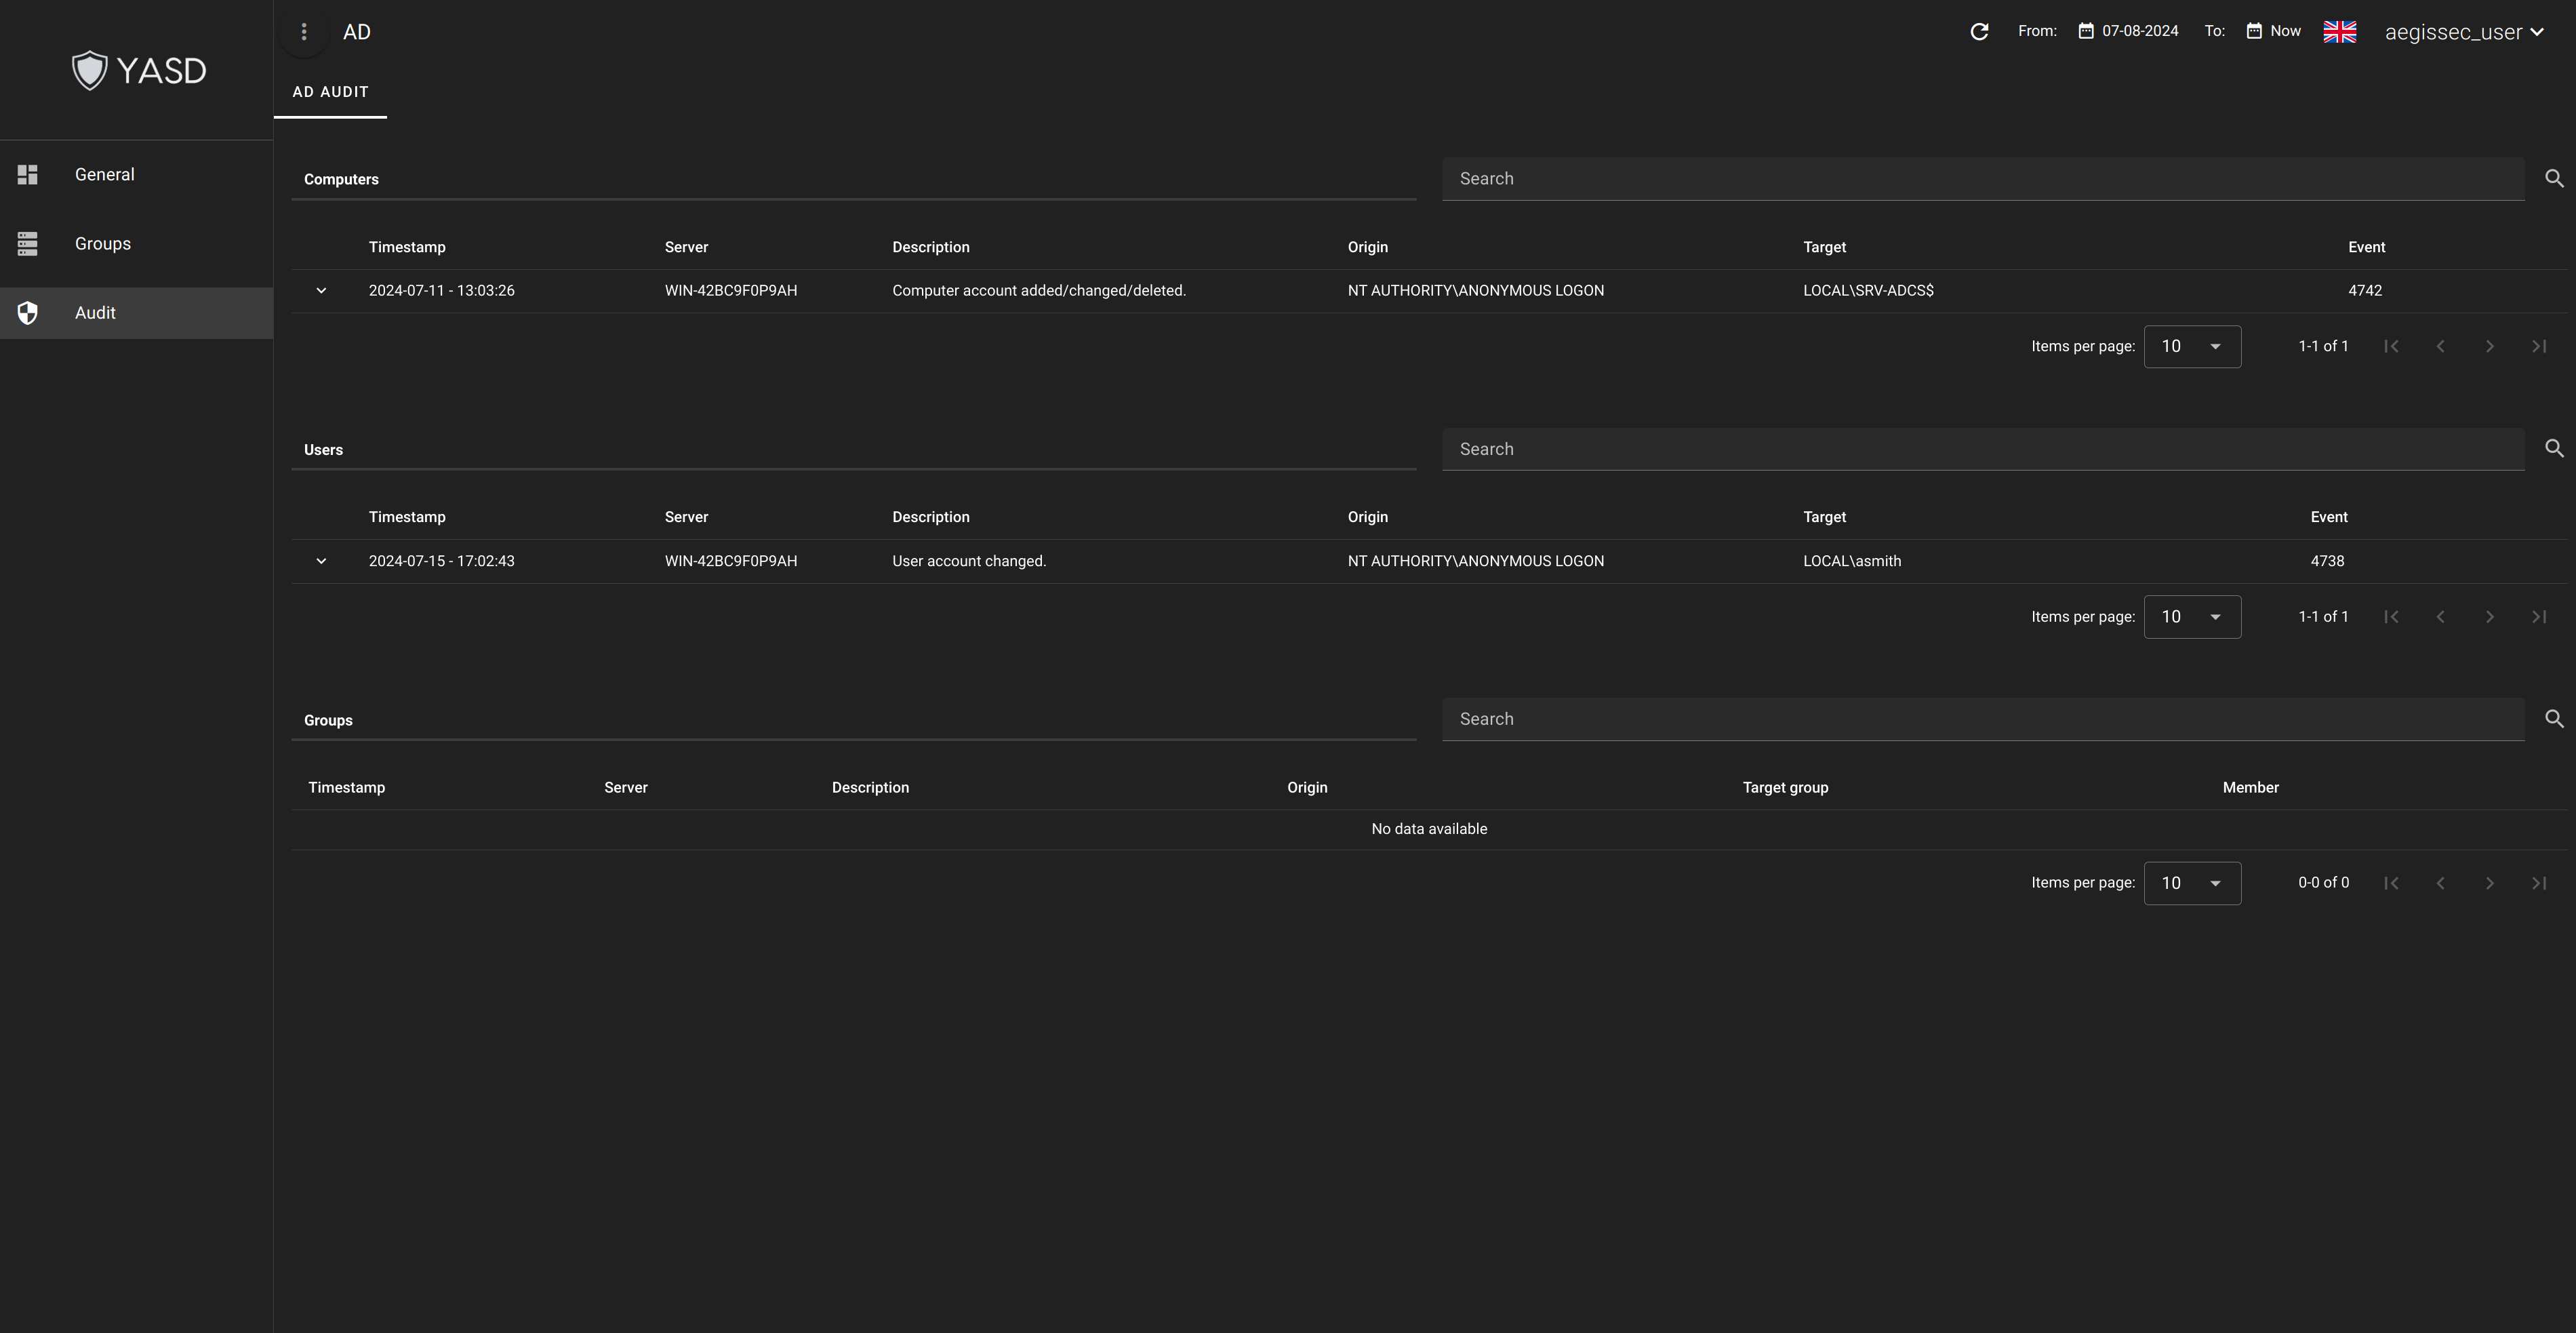 YASD
AD
From: 07-08-2024 To: Now aegissec_user
AD AUDIT
General
Groups
Audit
Computers
Search
Timestamp Server Description Origin Target Event
2024-07-11 - 13:03:26 WIN-42BC9F0P9AH Computer account added/changed/deleted. NT AUTHORITY\ANONYMOUS LOGON LOCAL\SRV-ADCS$ 4742
Items per page: 10 1-1 of 1
Users
Search
Timestamp Server Description Origin Target Event
2024-07-15 - 17:02:43 WIN-42BC9F0P9AH User account changed. NT AUTHORITY\ANONYMOUS LOGON LOCAL\asmith 4738
Items per page: 10 1-1 of 1
Groups
Search
Timestamp Server Description Origin Target group Member
No data available
Items per page: 10 0-0 of 0